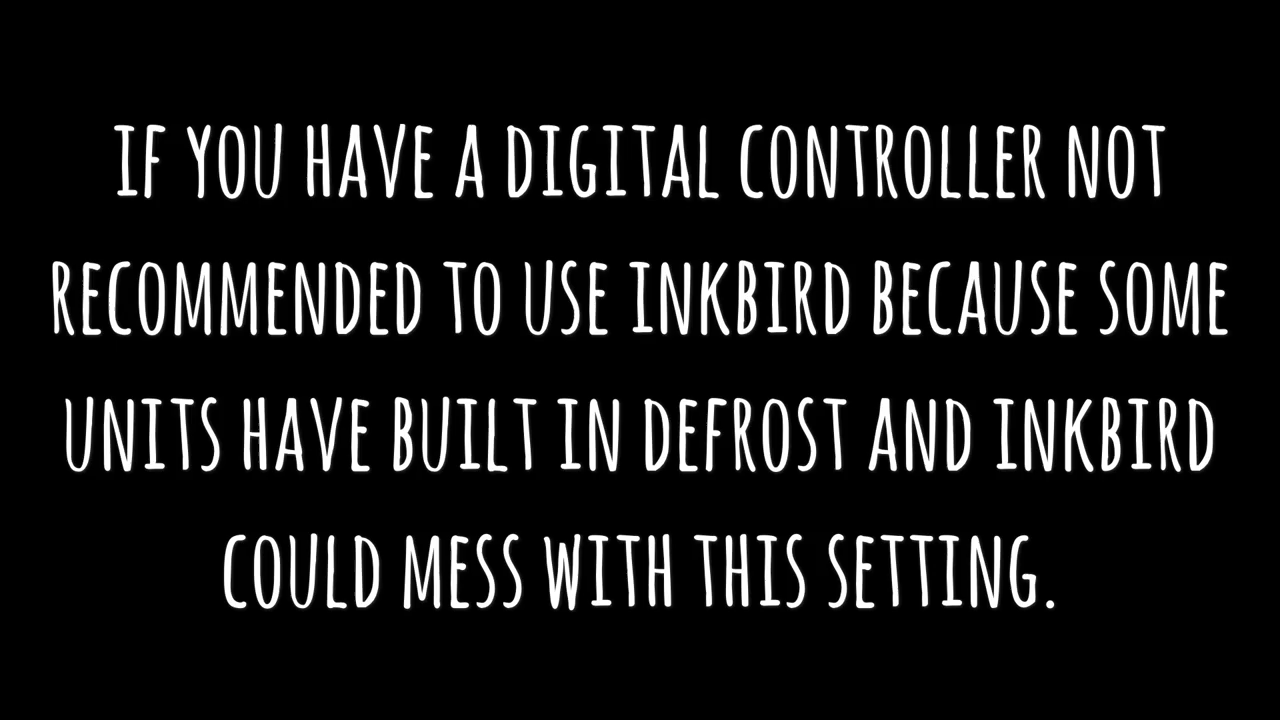 IF YOU HAVE A DIGITAL CONTROLLER NOT
RECOMMENDED TO USE INKBIRD BECAUSE SOME
UNITS HAVE BUILT IN DEFROST AND INKBIRD
COULD MESS WITH THIS SETTING.